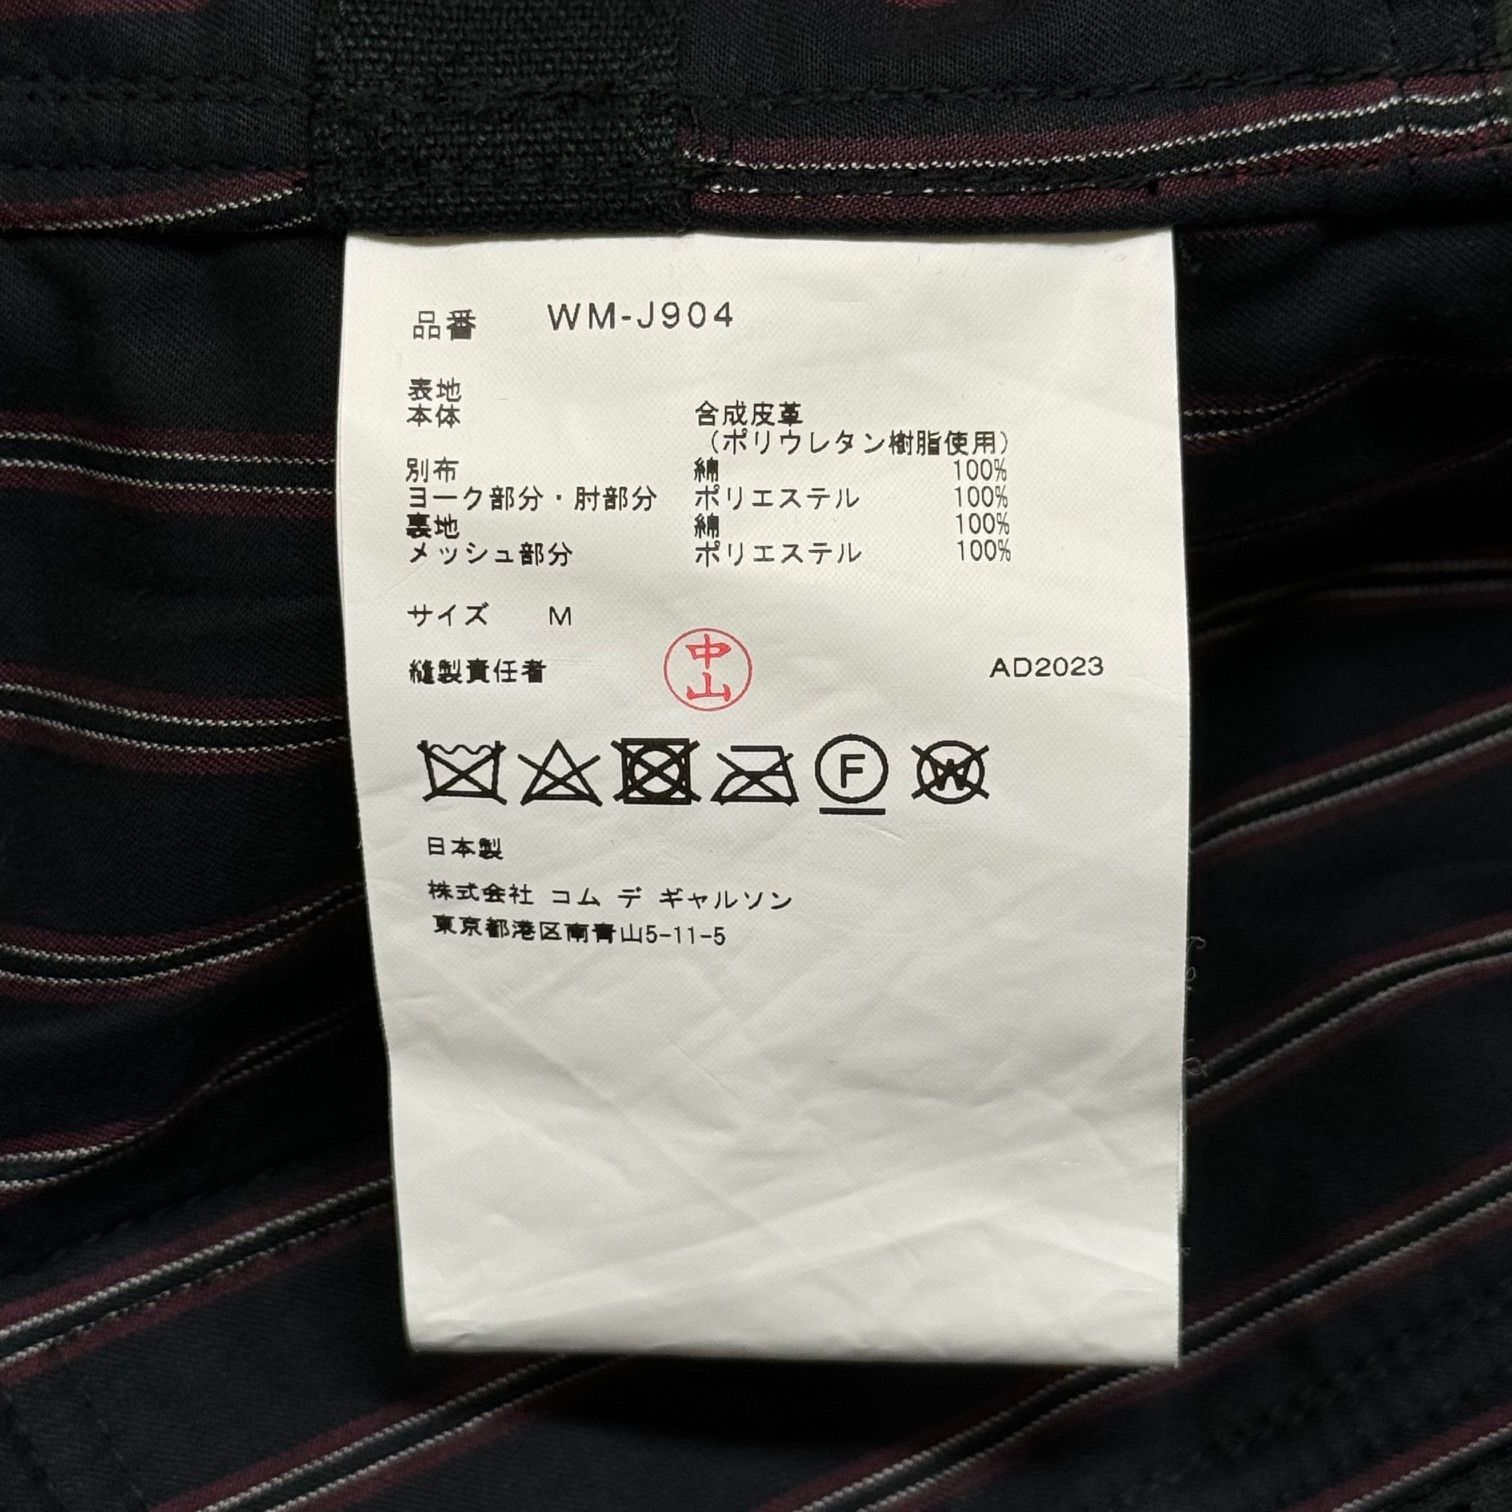 品番 WM-J904
表地
本体 合成皮革
(ポリウレタン樹脂使用)
別布 綿 100%
ヨーク部分・肘部分 ポリエステル 100%
裏地 綿 100%
メッシュ部分 ポリエステル 100%
サイズ M
縫製責任者 中山 AD2023
F W
日本製
株式会社 コム デ ギャルソン
東京都港区南青山5-11-5